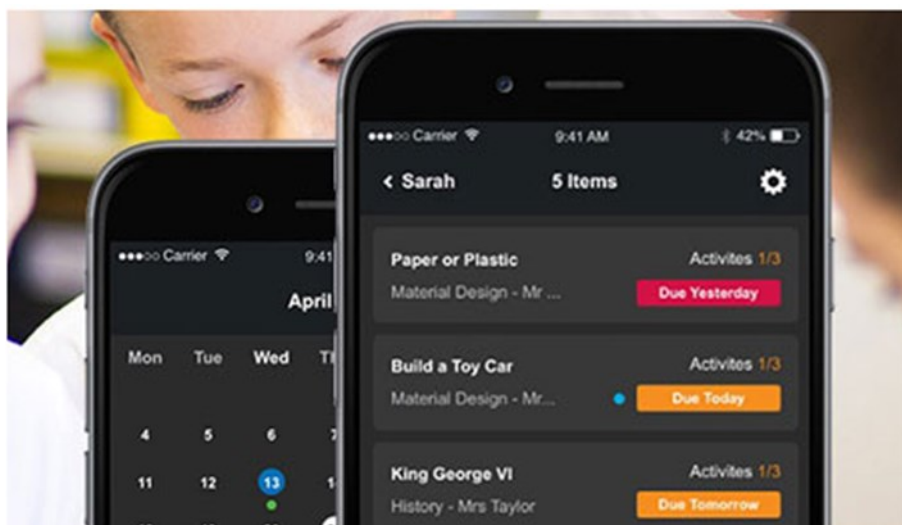 Carrier 9:41
April
Mon Tue Wed
4 5 6
11 12 13
Carrier 9:41 AM 42%
Sarah 5 Items
Paper or Plastic Activites 1/3
Material Design - Mr ... Due Yesterday
Build a Toy Car Activites 1/3
Material Design - Mr... Due Today
King George VI Activites 1/3
History - Mrs Taylor Due Tomorrow